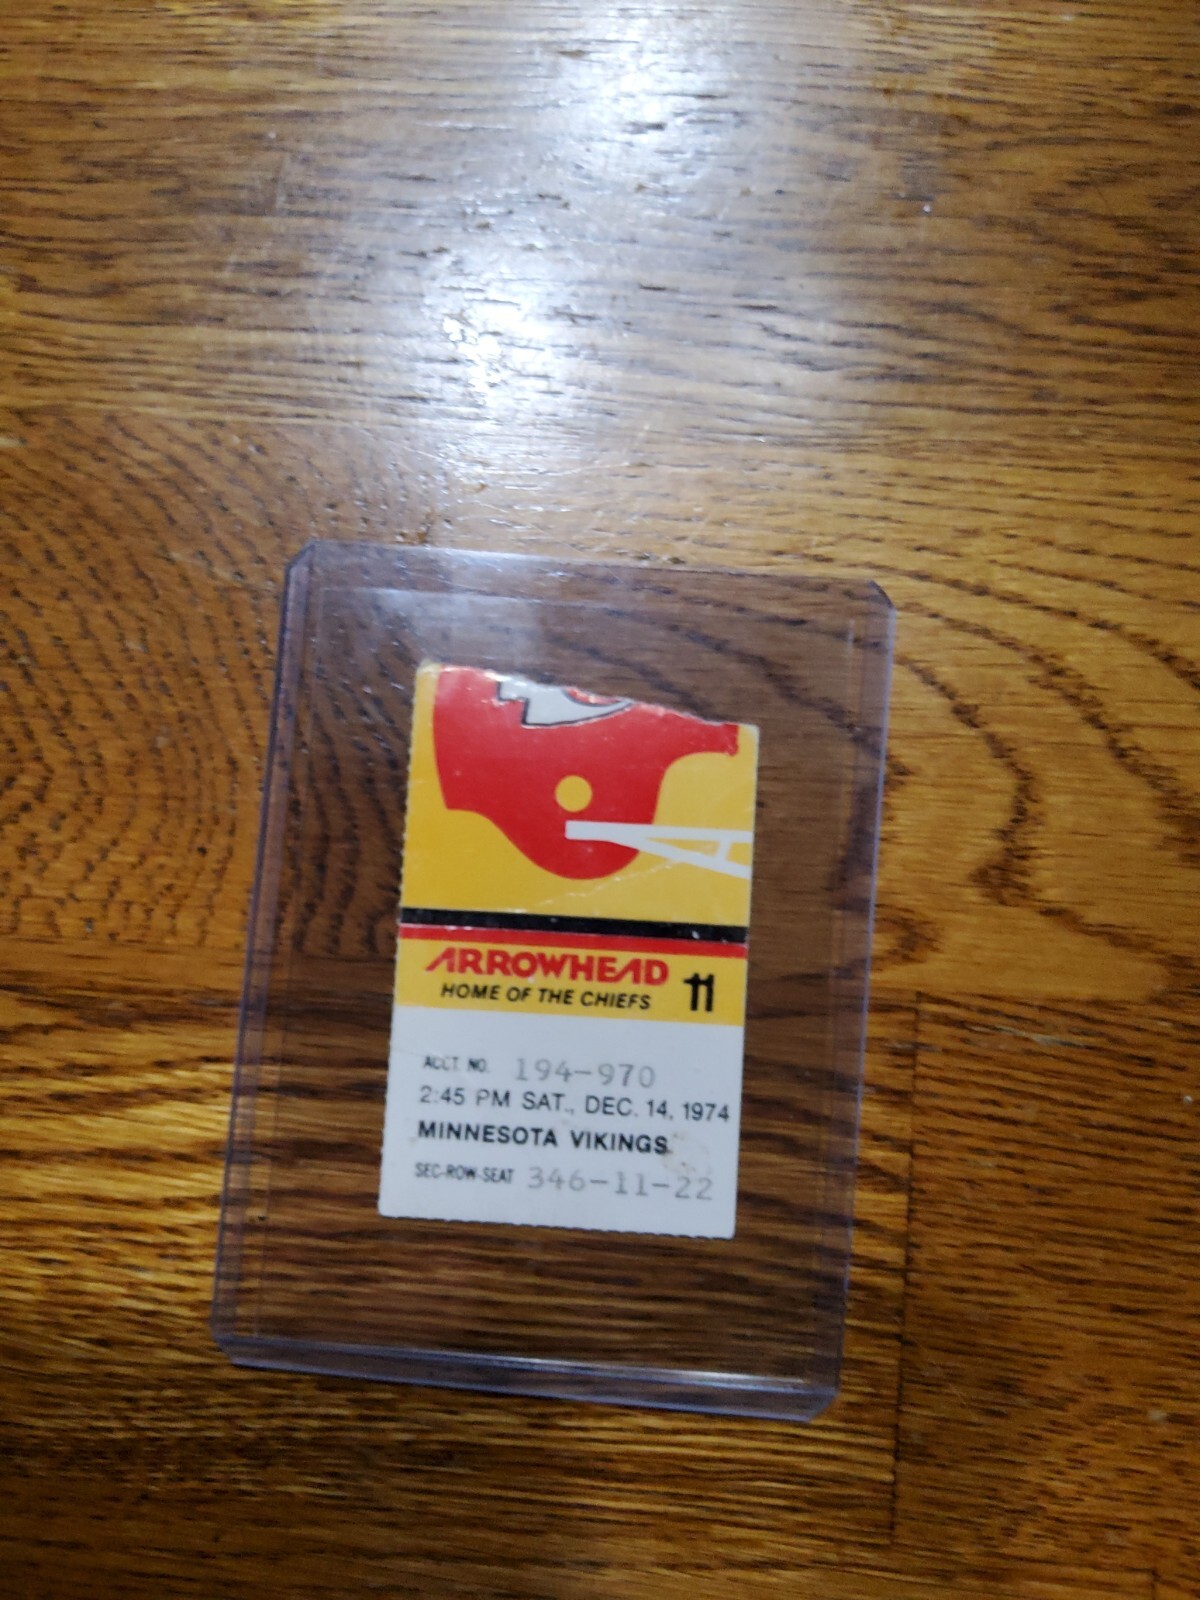 ARROWHEAD
HOME OF THE CHIEFS 11
ACCT. NO. 194-970
2:45 PM SAT., DEC. 14, 1974
MINNESOTA VIKINGS
SEC-ROW-SEAT 346-11-22